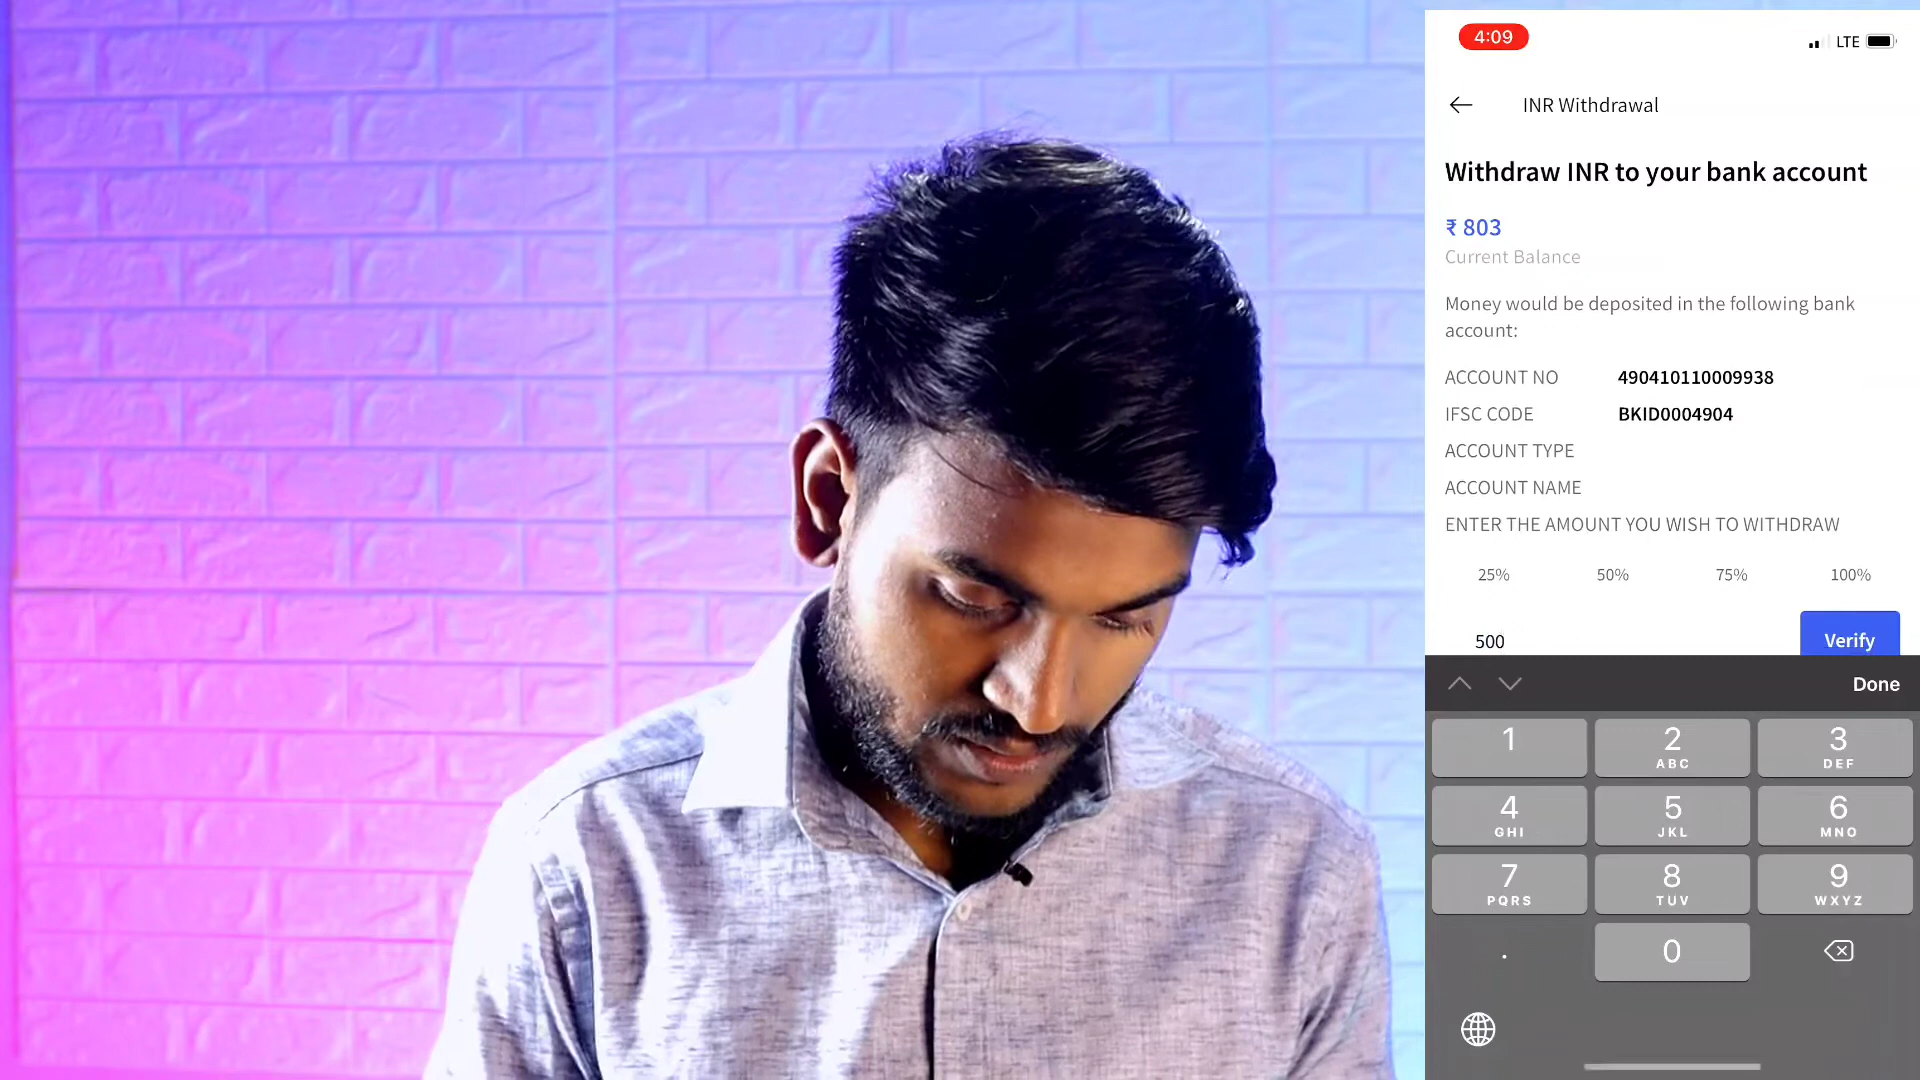 4:09
LTE
INR Withdrawal
Withdraw INR to your bank account
₹ 803
Current Balance
Money would be deposited in the following bank
account:
ACCOUNT NO 490410110009938
IFSC CODE BKID0004904
ACCOUNT TYPE
ACCOUNT NAME
ENTER THE AMOUNT YOU WISH TO WITHDRAW
25% 50% 75% 100%
500 Verify
Done
1 2 3
ABC DEF
4 5 6
GHI JKL MNO
7 8 9
PQRS TUV WXYZ
. 0